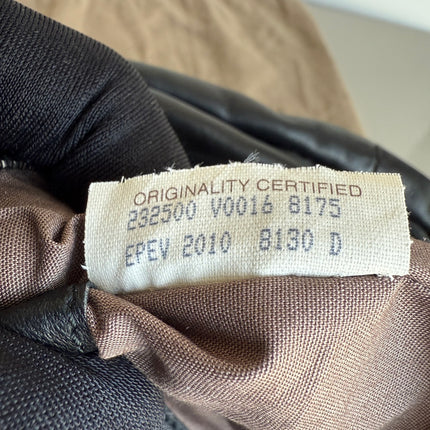 ORIGINALITY CERTIFIED
232500 V0016 8175
EPEV 2010 8130 D